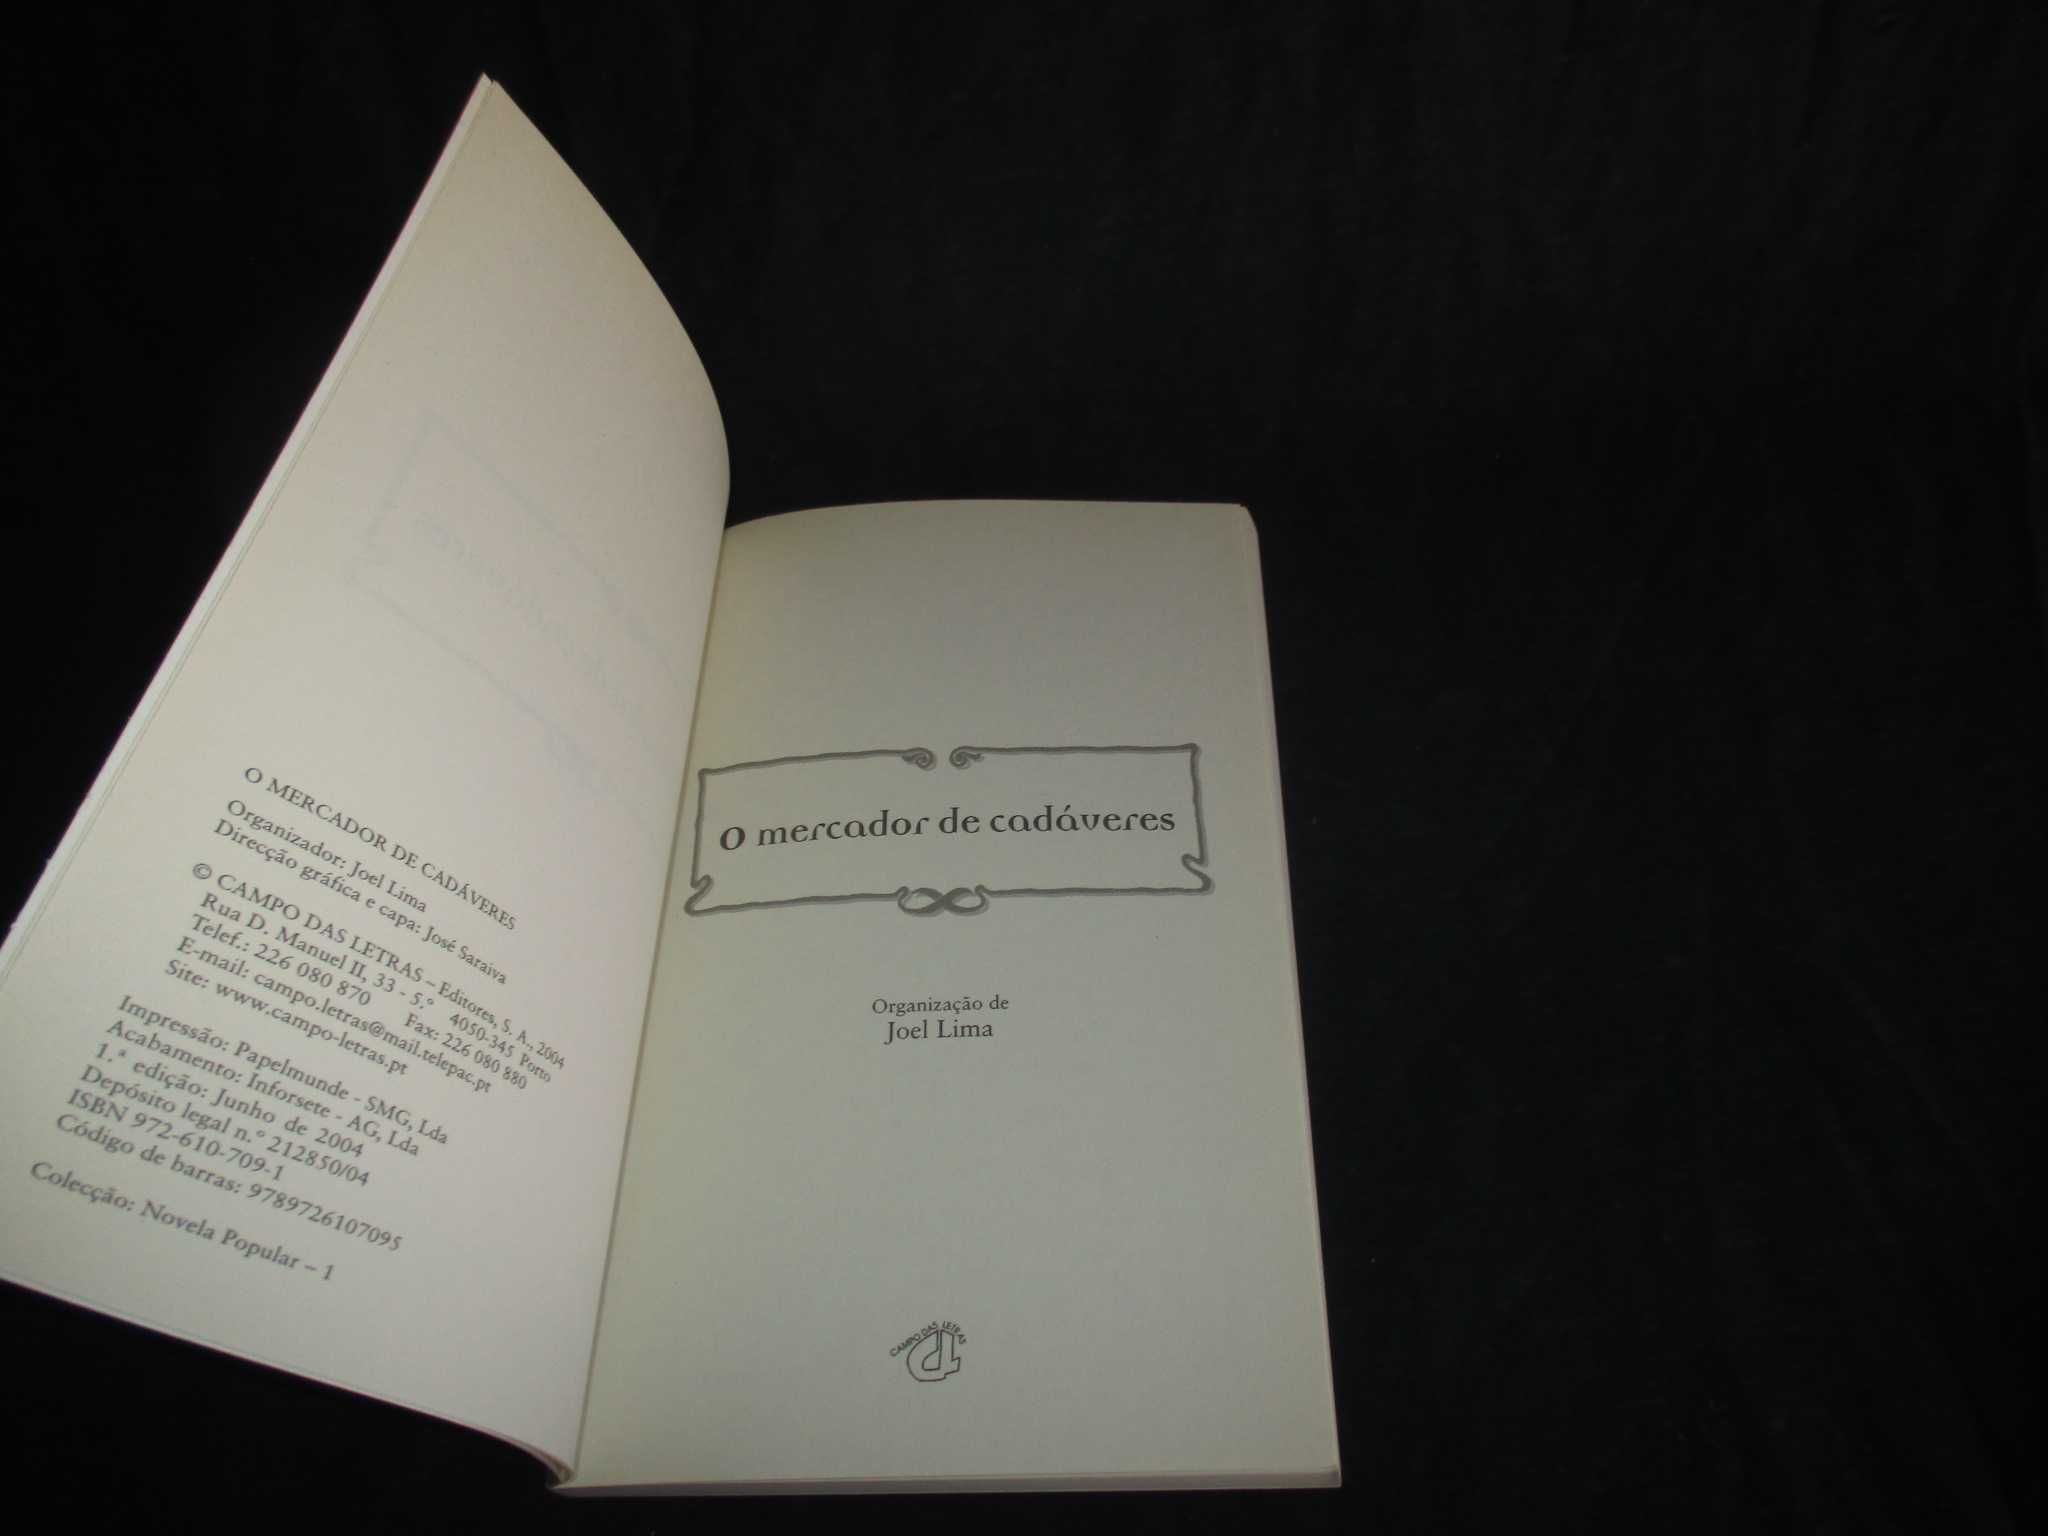 O MERCADOR DE CADÁVERES
Organizador: Joel Lima
Direcção gráfica e capa: José Saraiva
© CAMPO DAS LETRAS – Editores, S. A., 2004
Rua D. Manuel II, 33 - 5.º 4050-345 Porto
Telef.: 226 080 870 Fax: 226 080 880
E-mail: campo.letras@mail.telepac.pt
Site: www.campo-letras.pt
Impressão: Papelmunde - SMG, Lda
Acabamento: Inforsete - AG, Lda
1.ª edição: Junho de 2004
Depósito legal n.º 212850/04
ISBN 972-610-709-1
Código de barras: 9789726107095
Colecção: Novela Popular – 1
O mercador de cadáveres
Organização de
Joel Lima
CAMPO DAS LETRAS